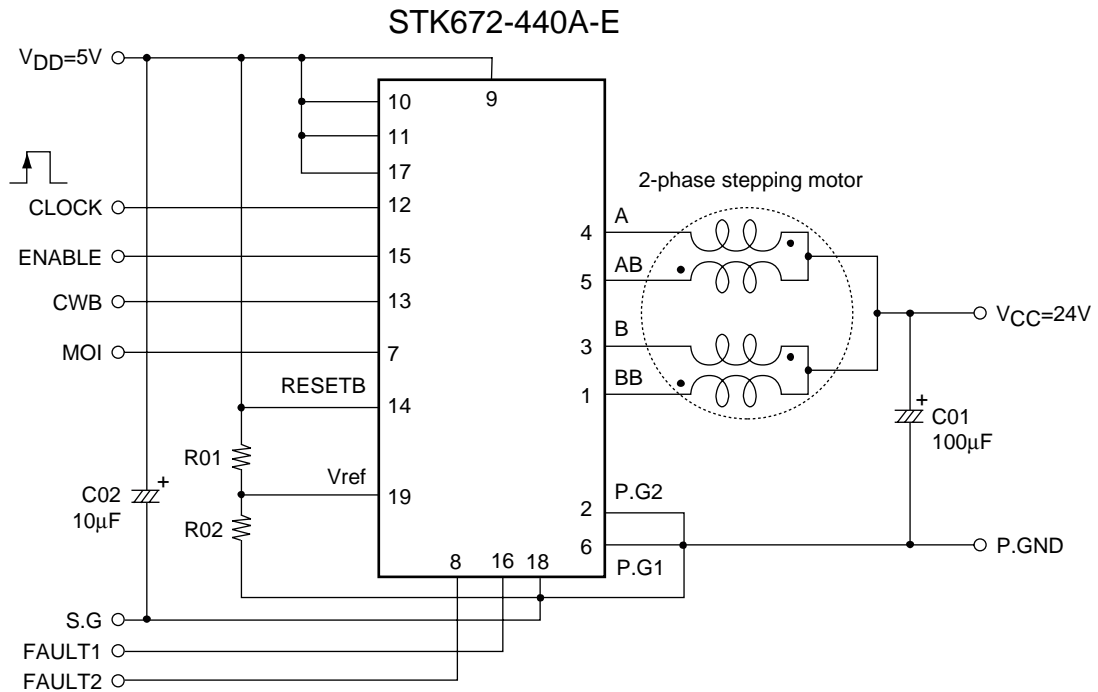 STK672-440A-E
VDD=5V
9
10
11
17
2-phase stepping motor
CLOCK
12
A
4
ENABLE
15
AB
5
CWB
13
VCC=24V
B
3
MOI
7
BB
1
RESETB
14
C01
100μF
+
R01
Vref
19
C02
10μF
+
R02
P.G2
2
6
P.G1
P.GND
8
16
18
S.G
FAULT1
FAULT2